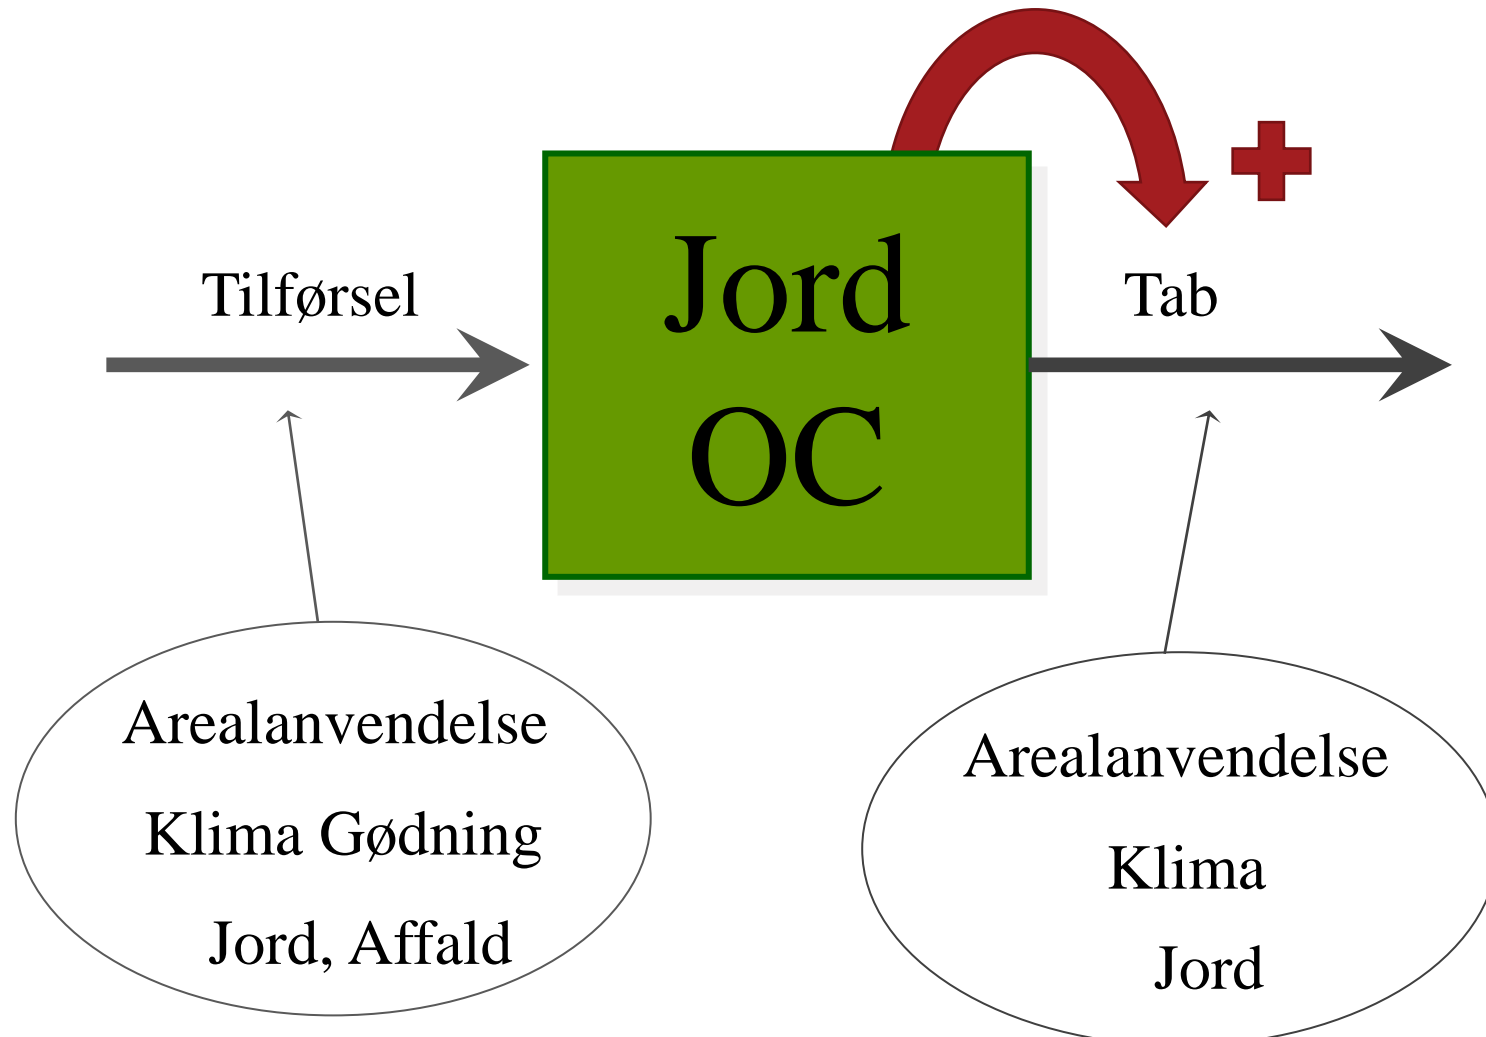 Tilførsel
Jord
OC
Tab
Arealanvendelse
Klima Gødning
Jord, Affald
Arealanvendelse
Klima
Jord